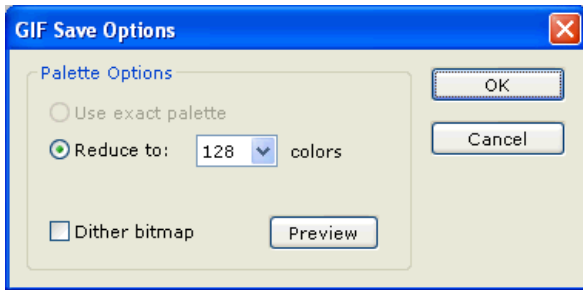 GIF Save Options
Palette Options
Use exact palette
Reduce to: 128 colors
Dither bitmap Preview
OK
Cancel